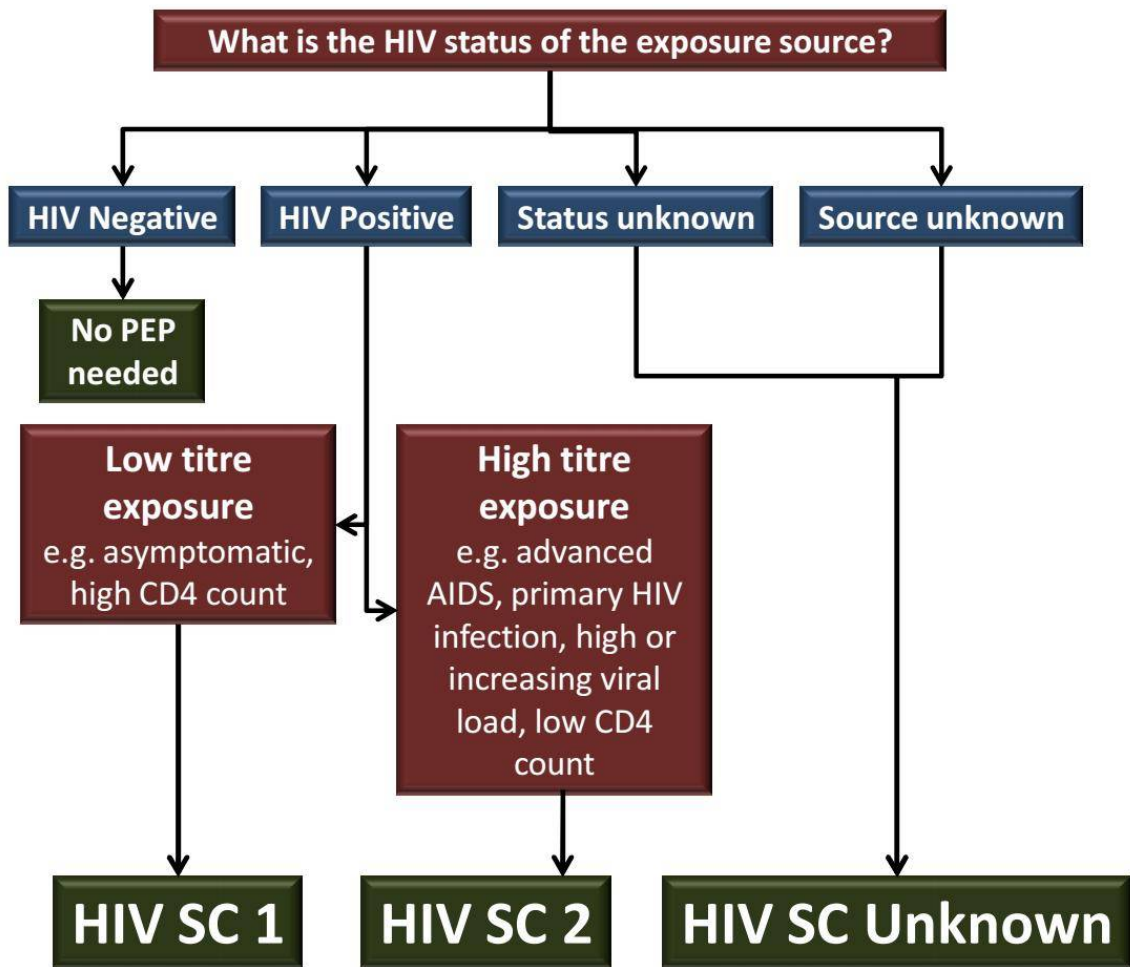 What is the HIV status of the exposure source?
HIV Negative
HIV Positive
Status unknown
Source unknown
No PEP
needed
Low titre
exposure
e.g. asymptomatic,
high CD4 count
High titre
exposure
e.g. advanced
AIDS, primary HIV
infection, high or
increasing viral
load, low CD4
count
HIV SC 1
HIV SC 2
HIV SC Unknown